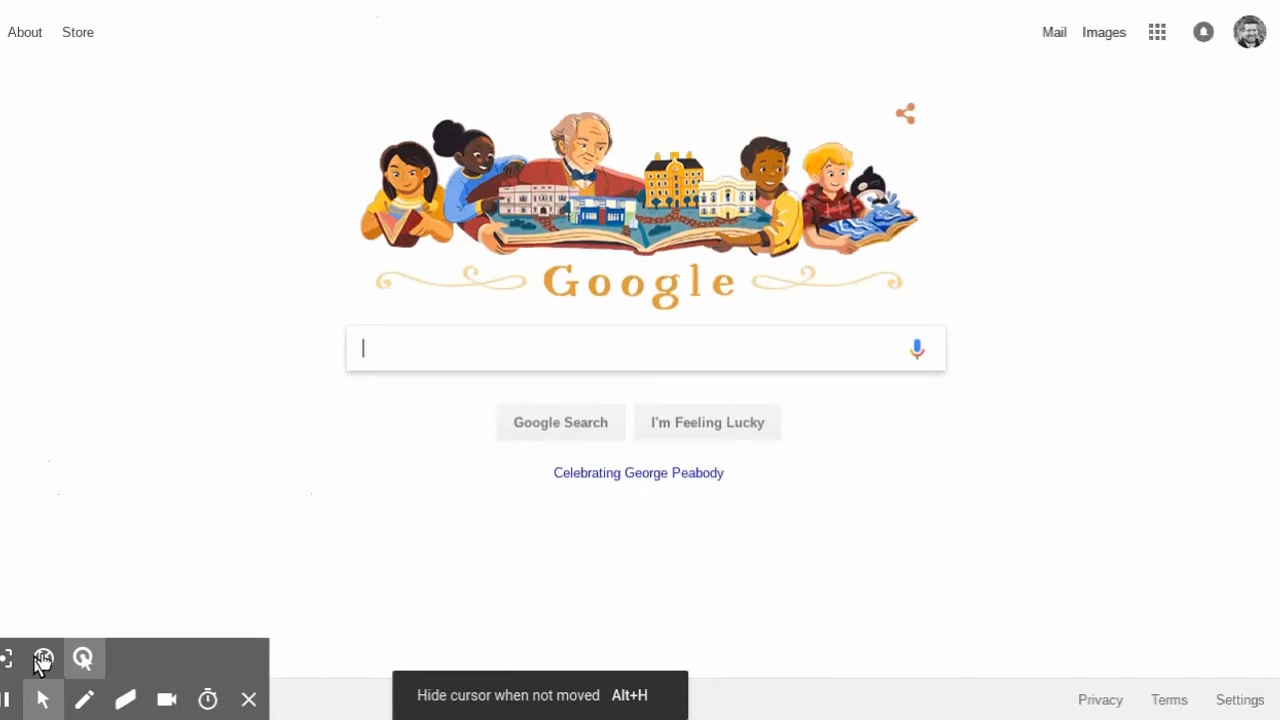 About Store
Mail Images
Google
Google Search I'm Feeling Lucky
Celebrating George Peabody
Hide cursor when not moved Alt+H
Privacy Terms Settings